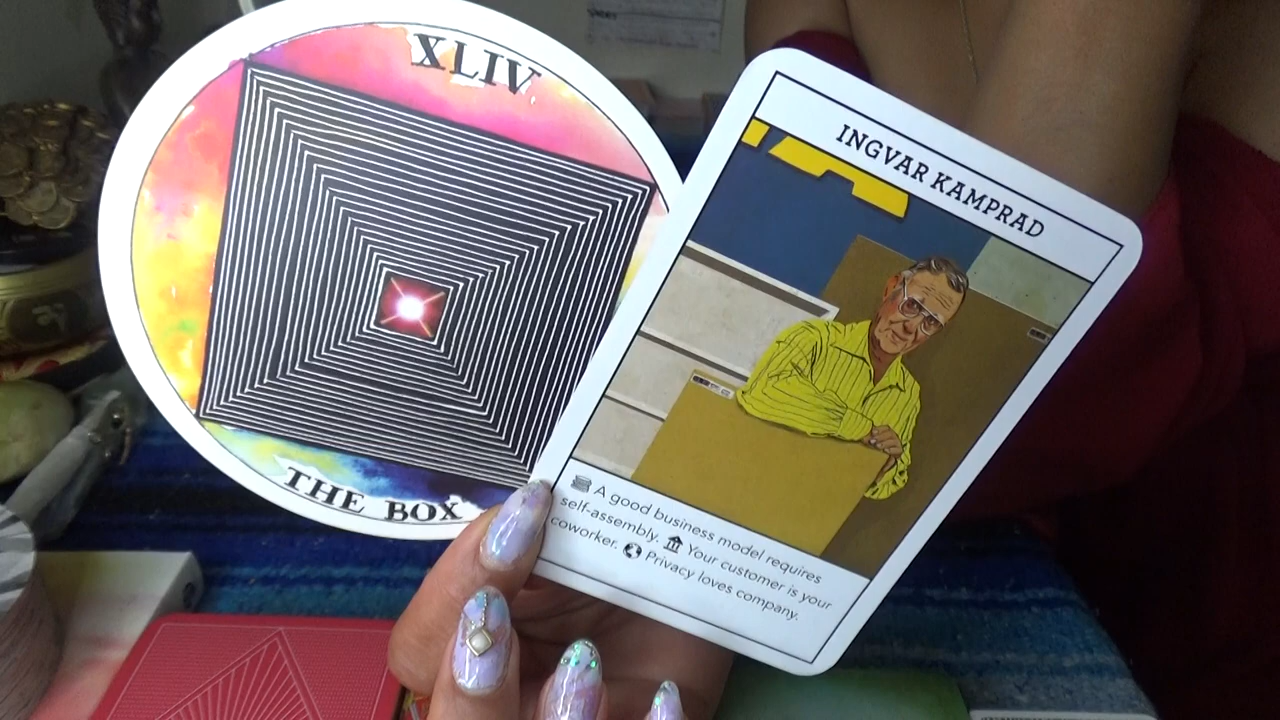 XLIV
THE BOX
INGVAR KAMPRAD
A good business model requires
self-assembly. Your customer is your
coworker. Privacy loves company.